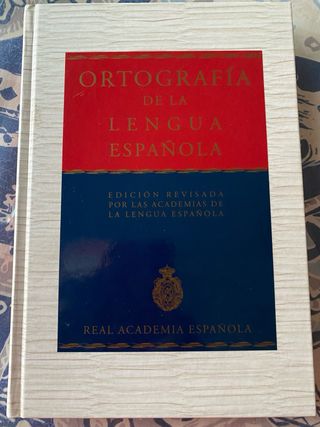 ORTOGRAFÍA
DE LA
LENGUA
ESPAÑOLA
EDICIÓN REVISADA
POR LAS ACADEMIAS DE
LA LENGUA ESPAÑOLA
REAL ACADEMIA ESPAÑOLA